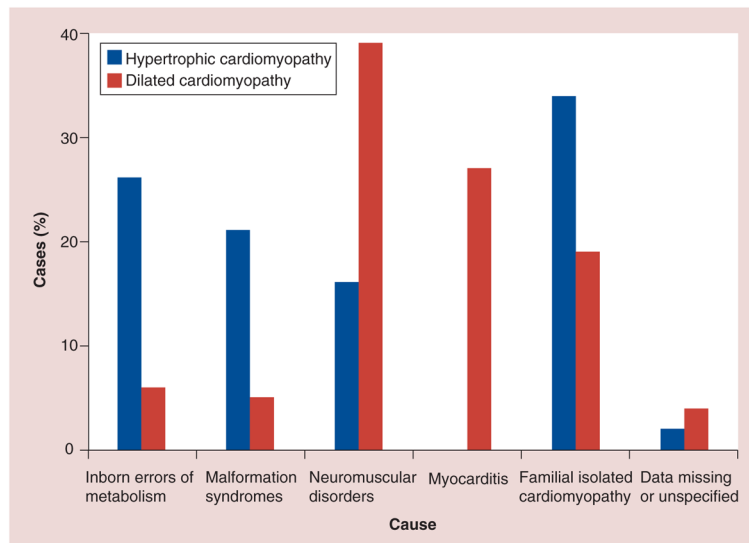 Hypertrophic cardiomyopathy
Dilated cardiomyopathy
40
30
20
10
0
Cases (%)
Inborn errors of
metabolism
Malformation
syndromes
Neuromuscular
disorders
Myocarditis
Familial isolated
cardiomyopathy
Data missing
or unspecified
Cause